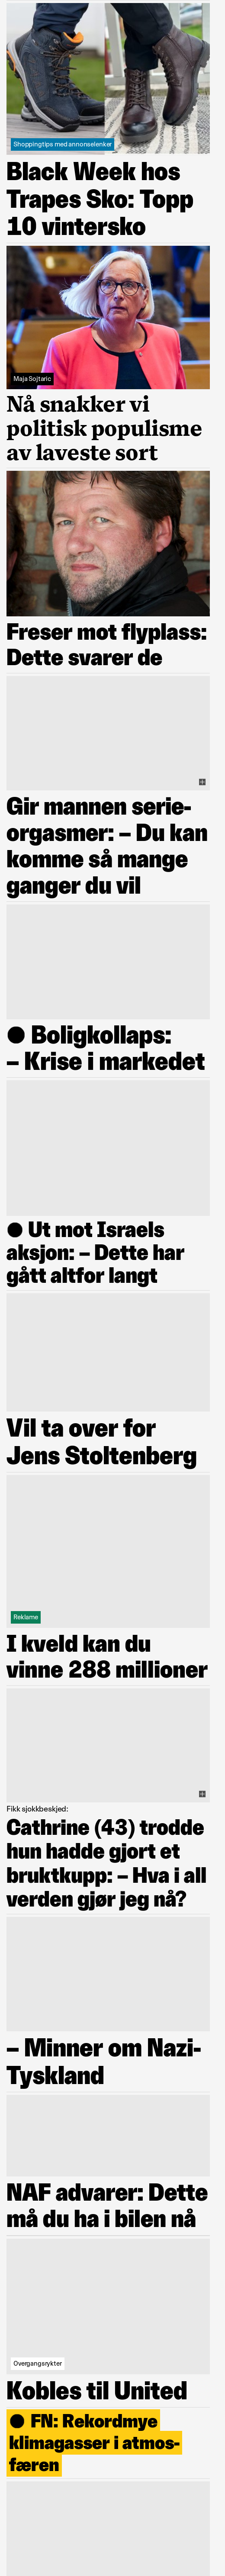 Shoppingtips med annonselenker
Black Week hos
Trapes Sko: Topp
10 vintersko
Maja Sojtaric
Nå snakker vi
politisk populisme
av laveste sort
Freser mot flyplass:
Dette svarer de
Gir mannen serie-
orgasmer: – Du kan
komme så mange
ganger du vil
● Boligkollaps:
– Krise i markedet
● Ut mot Israels
aksjon: – Dette har
gått altfor langt
Vil ta over for
Jens Stoltenberg
Reklame
I kveld kan du
vinne 288 millioner
Fikk sjokkbeskjed:
Cathrine (43) trodde
hun hadde gjort et
bruktkupp: – Hva i all
verden gjør jeg nå?
– Minner om Nazi-
Tyskland
NAF advarer: Dette
må du ha i bilen nå
Overgangsrykter
Kobles til United
● FN: Rekordmye
klimagasser i atmos-
færen